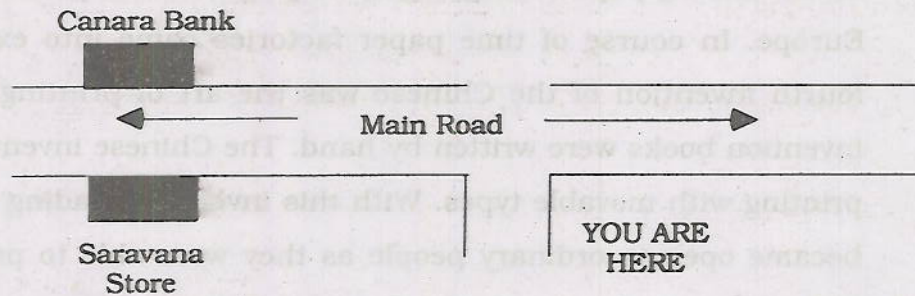 Canara Bank
Main Road
Saravana
Store
YOU ARE
HERE